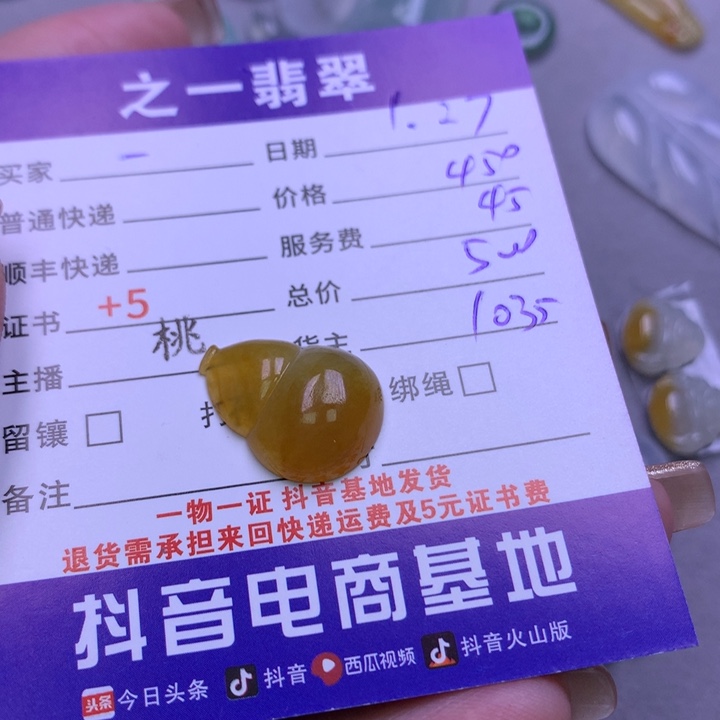 之一翡翠
买家 一 日期 1.27
普通快递 价格 450
顺丰快递 服务费 45
证书 +5 总价 500
主播 桃 货主 1035
留镶 □ 打 绑绳 □
备注
一物一证 抖音基地发货
退货需承担来回快递运费及5元证书费
抖音电商基地
头条 今日头条 抖音 西瓜视频 抖音火山版